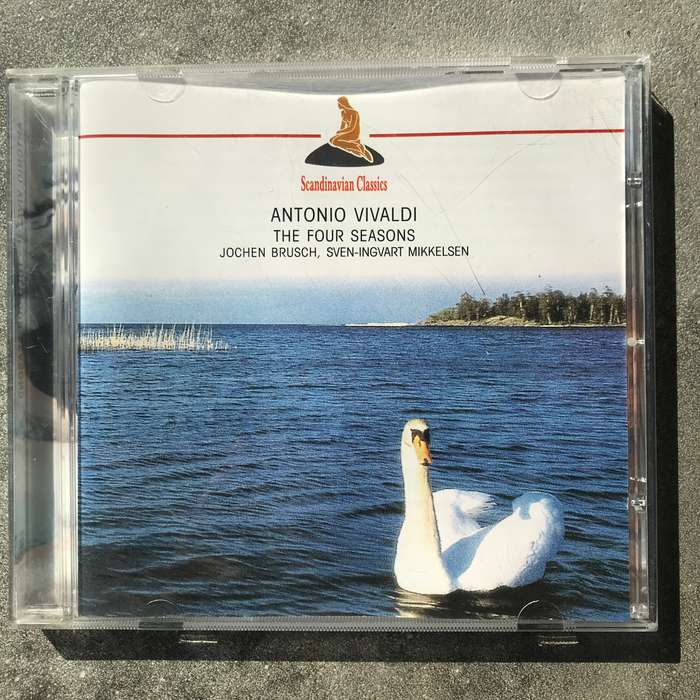 Scandinavian Classics
ANTONIO VIVALDI
THE FOUR SEASONS
JOCHEN BRUSCH, SVEN-INGVART MIKKELSEN